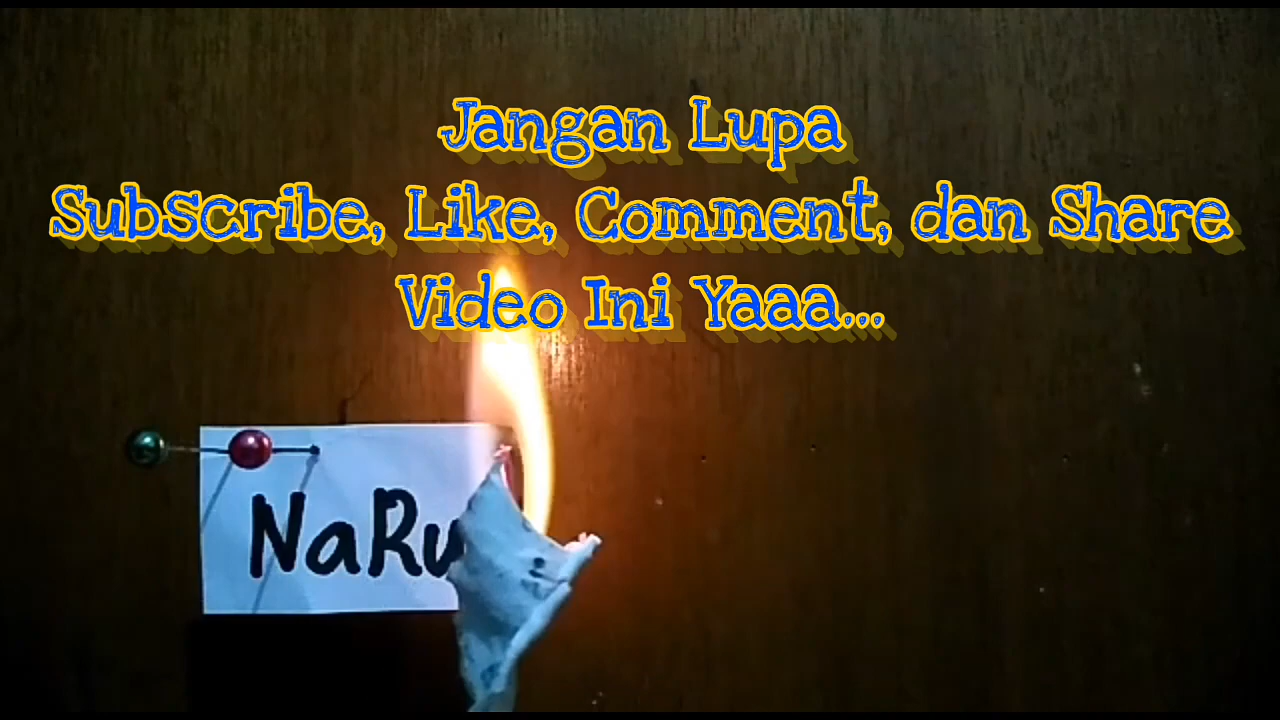 Jangan Lupa
Subscribe, Like, Comment, dan Share
Video Ini Yaaa...
NaRu